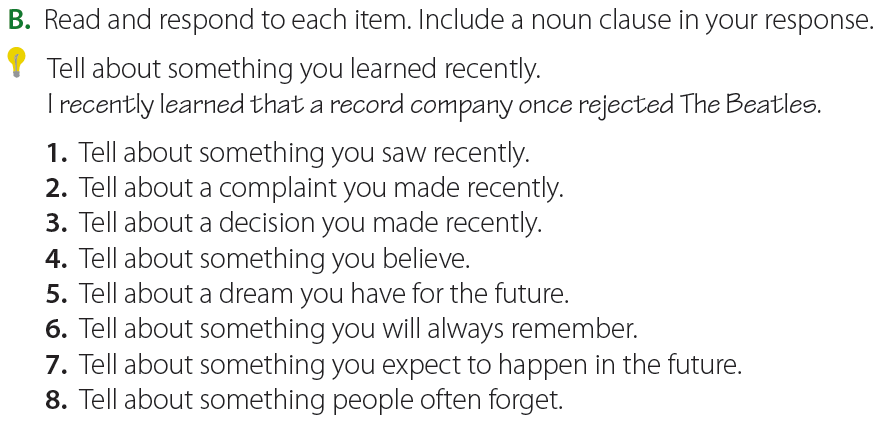 B. Read and respond to each item. Include a noun clause in your response.
Tell about something you learned recently.
I recently learned that a record company once rejected The Beatles.
1. Tell about something you saw recently.
2. Tell about a complaint you made recently.
3. Tell about a decision you made recently.
4. Tell about something you believe.
5. Tell about a dream you have for the future.
6. Tell about something you will always remember.
7. Tell about something you expect to happen in the future.
8. Tell about something people often forget.